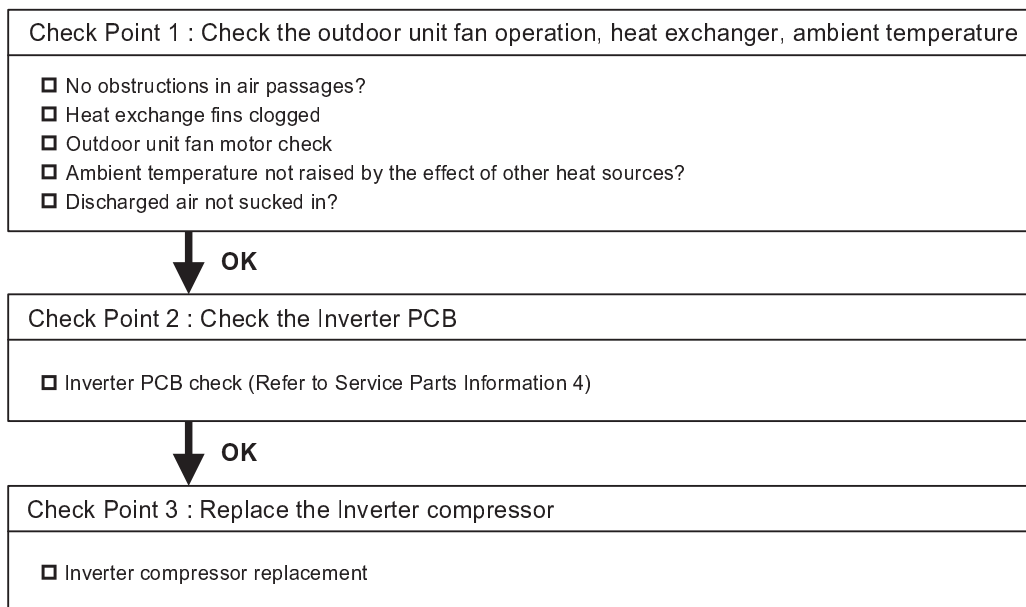 Check Point 1 : Check the outdoor unit fan operation, heat exchanger, ambient temperature
No obstructions in air passages?
Heat exchange fins clogged
Outdoor unit fan motor check
Ambient temperature not raised by the effect of other heat sources?
Discharged air not sucked in?
OK
Check Point 2 : Check the Inverter PCB
Inverter PCB check (Refer to Service Parts Information 4)
OK
Check Point 3 : Replace the Inverter compressor
Inverter compressor replacement